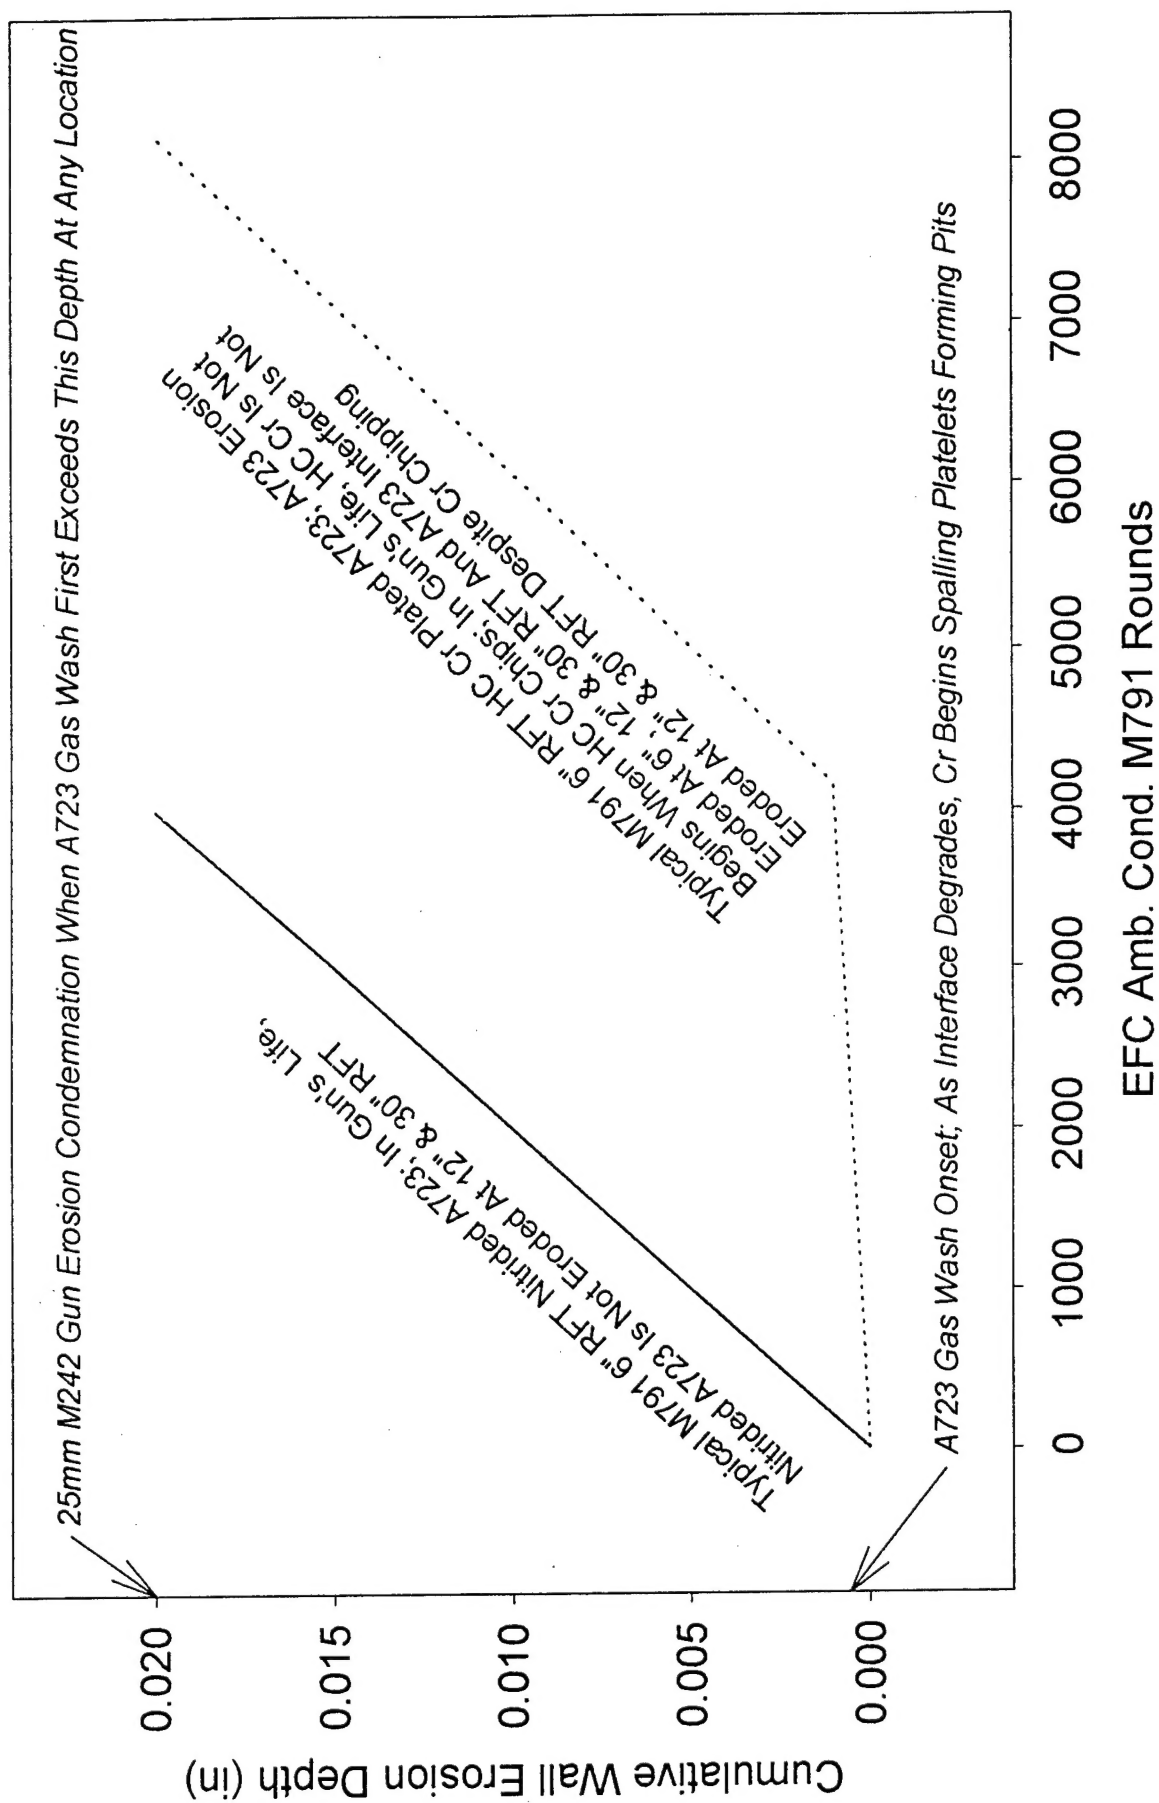 25mm M242 Gun Erosion Condemnation When A723 Gas Wash First Exceeds This Depth At Any Location
Typical M791 6" RFT Nitrided A723; In Gun's Life,
Nitrided A723 Is Not Eroded At 12" & 30" RFT
Typical M791 6" RFT HC Cr Plated A723; A723 Erosion
Begins When HC Cr Chips; In Gun's Life, HC Cr Is Not
Eroded At 6", 12" & 30" RFT And A723 Interface Is Not
Eroded At 12" & 30" RFT Despite Cr Chipping
A723 Gas Wash Onset; As Interface Degrades, Cr Begins Spalling Platelets Forming Pits
Cumulative Wall Erosion Depth (in)
0.020
0.015
0.010
0.005
0.000
0 1000 2000 3000 4000 5000 6000 7000 8000
EFC Amb. Cond. M791 Rounds